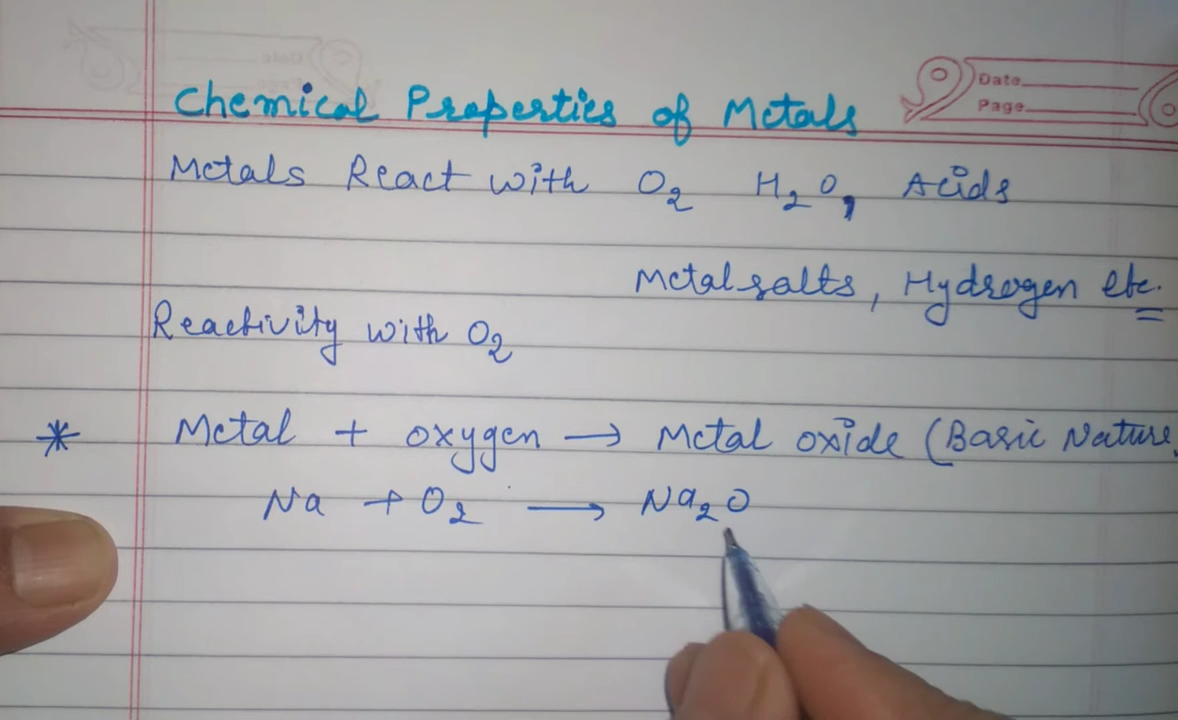 Date
Page
Chemical Properties of Metals
Metals React with O2 H2O, Acids
Metal salts, Hydrogen etc.
Reactivity with O2
* Metal + oxygen → Metal oxide (Basic Nature
Na + O2 → Na2O